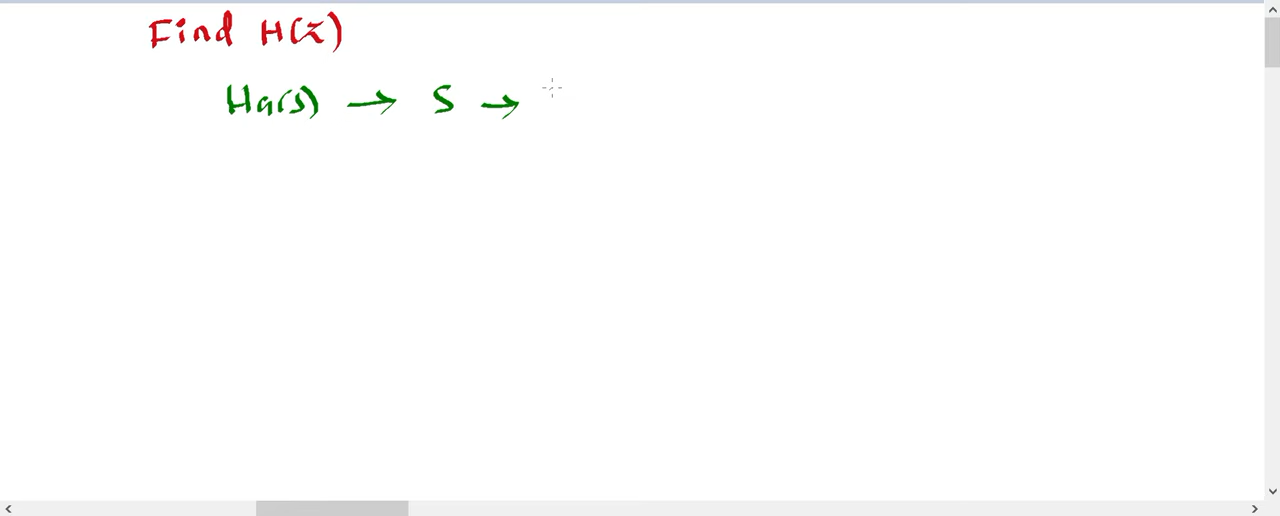 Find H(z)
Ha(s) → S →